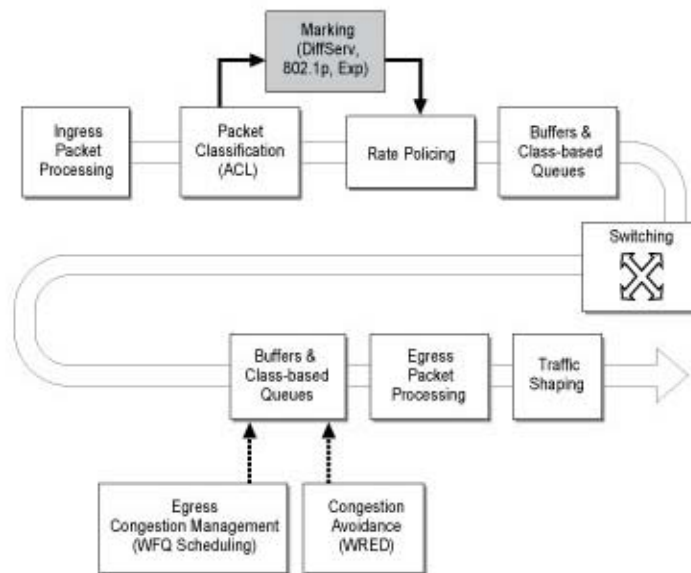 Marking
(DiffServ,
802.1p, Exp)
Ingress
Packet
Processing
Packet
Classification
(ACL)
Rate Policing
Buffers &
Class-based
Queues
Switching
Buffers &
Class-based
Queues
Egress
Packet
Processing
Traffic
Shaping
Egress
Congestion Management
(WFQ Scheduling)
Congestion
Avoidance
(WRED)